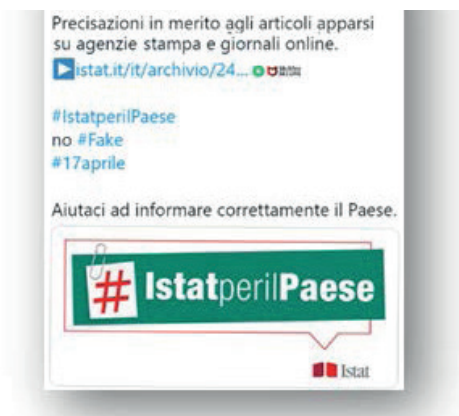 Precisazioni in merito agli articoli apparsi
su agenzie stampa e giornali online.
istat.it/it/archivio/24...
#IstatperilPaese
no #Fake
#17aprile
Aiutaci ad informare correttamente il Paese.
# IstatperilPaese
Istat